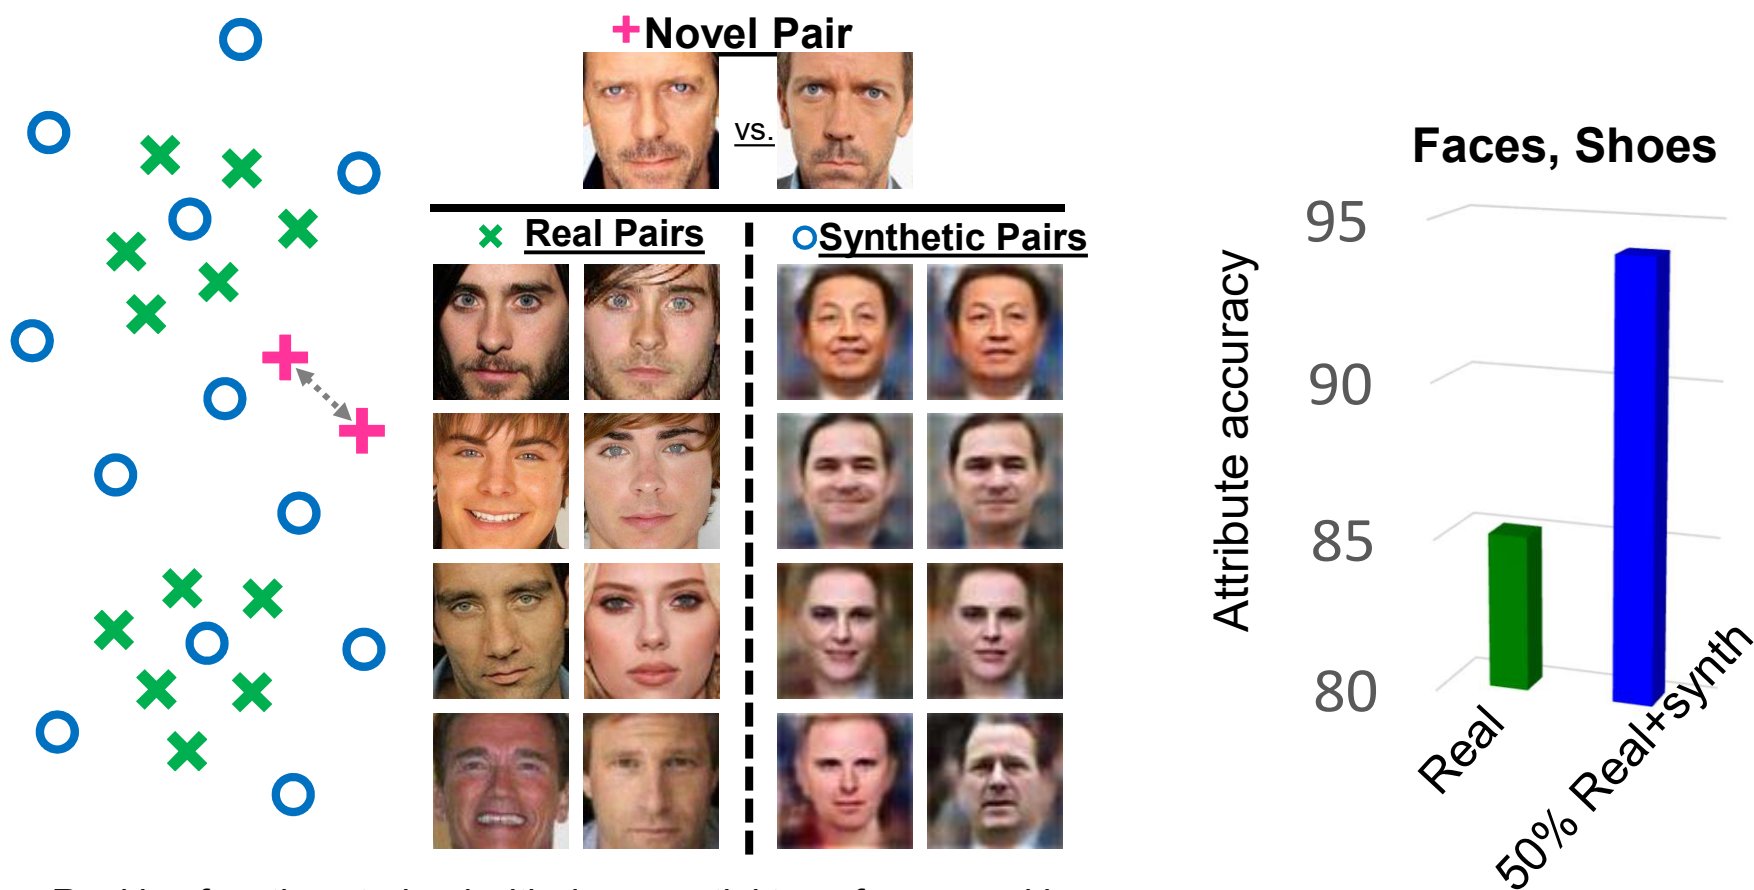 Novel Pair
vs.
Real Pairs
Synthetic Pairs
Faces, Shoes
Attribute accuracy
95
90
85
80
Real
50% Real+synth